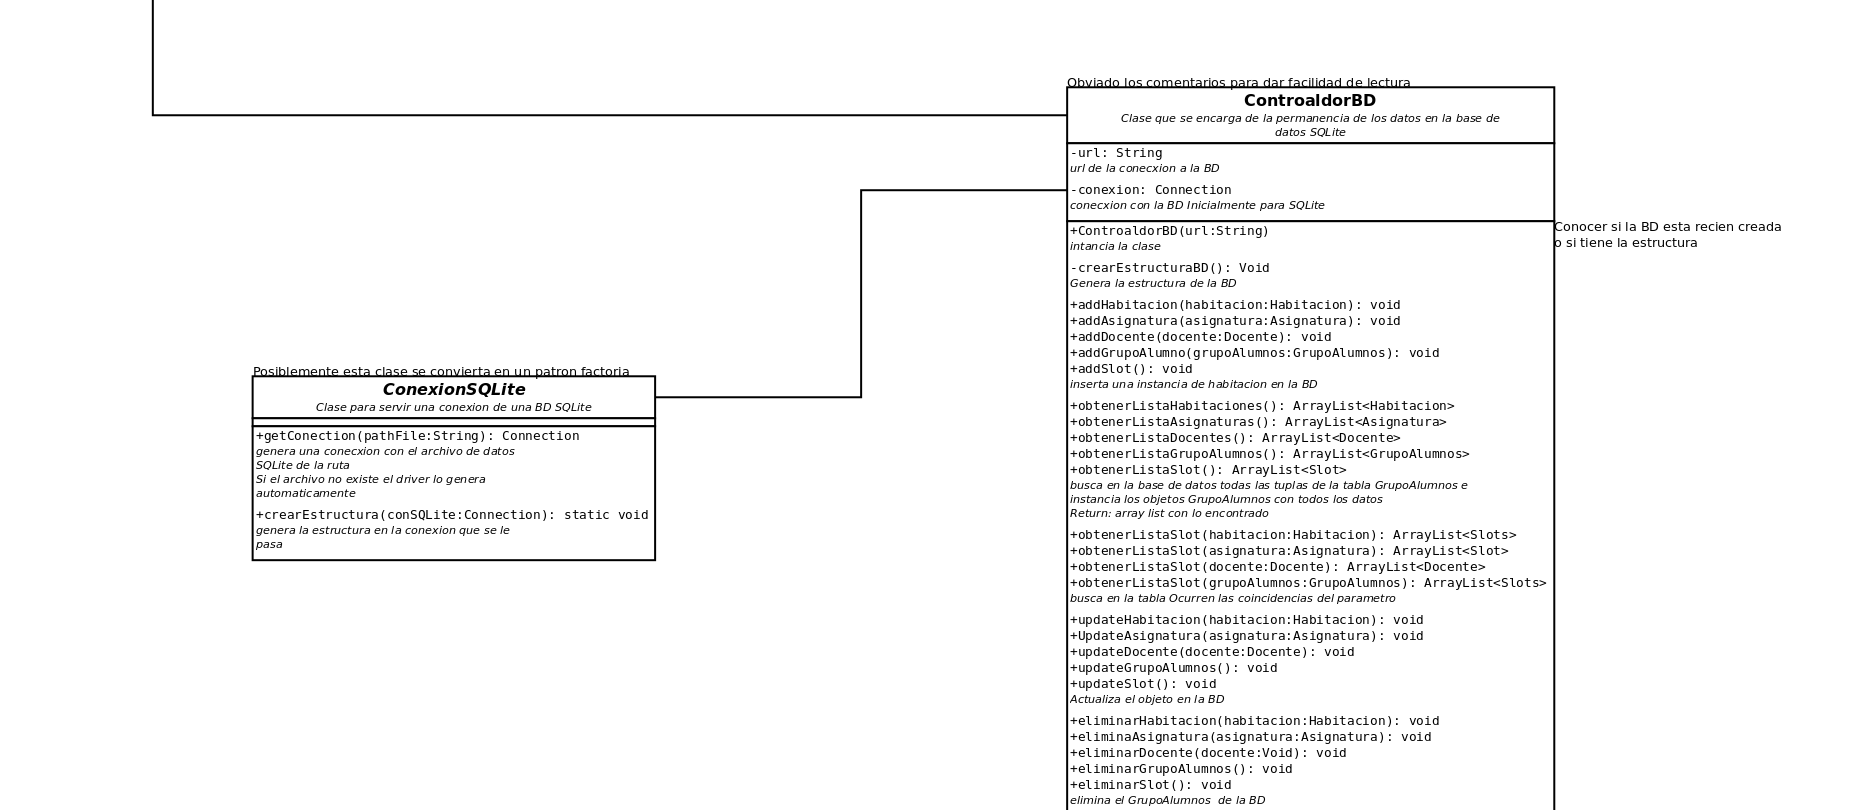 Obviado los comentarios para dar facilidad de lectura
ControaldorBD
Clase que se encarga de la permanencia de los datos en la base de
datos SQLite
-url: String
url de la conecxion a la BD
-conexion: Connection
conecxion con la BD Inicialmente para SQLite
+ControaldorBD(url:String)
intancia la clase
-crearEstructuraBD(): Void
Genera la estructura de la BD
+addHabitacion(habitacion:Habitacion): void
+addAsignatura(asignatura:Asignatura): void
+addDocente(docente:Docente): void
+addGrupoAlumno(grupoAlumnos:GrupoAlumnos): void
+addSlot(): void
inserta una instancia de habitacion en la BD
+obtenerListaHabitaciones(): ArrayList<Habitacion>
+obtenerListaAsignaturas(): ArrayList<Asignatura>
+obtenerListaDocentes(): ArrayList<Docente>
+obtenerListaGrupoAlumnos(): ArrayList<GrupoAlumnos>
+obtenerListaSlot(): ArrayList<Slot>
busca en la base de datos todas las tuplas de la tabla GrupoAlumnos e
instancia los objetos GrupoAlumnos con todos los datos
Return: array list con lo encontrado
+obtenerListaSlot(habitacion:Habitacion): ArrayList<Slots>
+obtenerListaSlot(asignatura:Asignatura): ArrayList<Slot>
+obtenerListaSlot(docente:Docente): ArrayList<Docente>
+obtenerListaSlot(grupoAlumnos:GrupoAlumnos): ArrayList<Slots>
busca en la tabla Ocurren las coincidencias del parametro
+updateHabitacion(habitacion:Habitacion): void
+UpdateAsignatura(asignatura:Asignatura): void
+updateDocente(docente:Docente): void
+updateGrupoAlumnos(): void
+updateSlot(): void
Actualiza el objeto en la BD
+eliminarHabitacion(habitacion:Habitacion): void
+eliminaAsignatura(asignatura:Asignatura): void
+eliminarDocente(docente:Void): void
+eliminarGrupoAlumnos(): void
+eliminarSlot(): void
elimina el GrupoAlumnos  de la BD
Conocer si la BD esta recien creada
o si tiene la estructura
Posiblemente esta clase se convierta en un patron factoria
ConexionSQLite
Clase para servir una conexion de una BD SQLite
+getConection(pathFile:String): Connection
genera una conecxion con el archivo de datos
SQLite de la ruta
Si el archivo no existe el driver lo genera
automaticamente
+crearEstructura(conSQLite:Connection): static void
genera la estructura en la conexion que se le
pasa